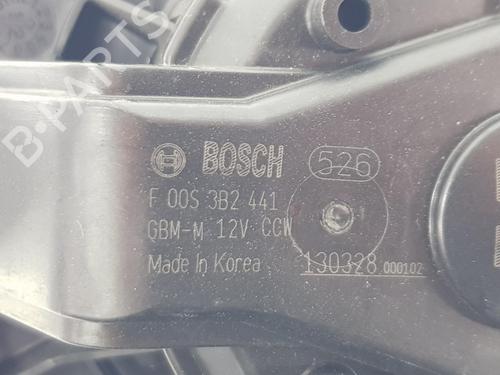 BOSCH
526
F 00S 3B2 441
GBM-M 12V CCW
Made In Korea
130328 000102
B-PARTS